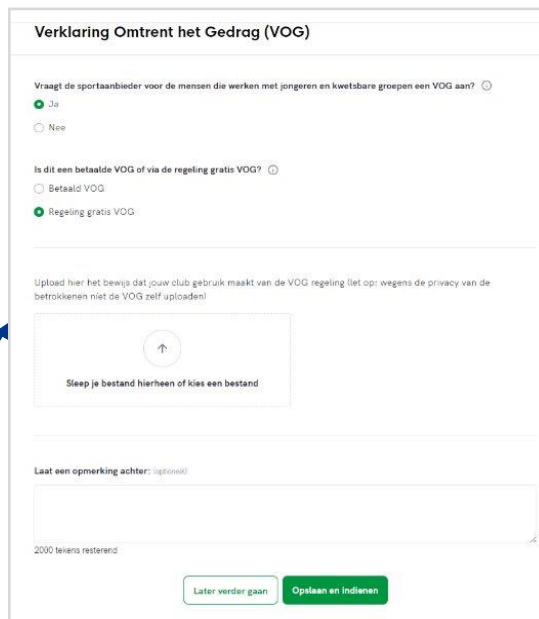 Verklaring Omtrent het Gedrag (VOG)
Vraagt de sportaanbieder voor de mensen die werken met jongeren en kwetsbare groepen een VOG aan?
Ja
Nee
Is dit een betaalde VOG of via de regeling gratis VOG?
Betaald VOG
Regeling gratis VOG
Upload hier het bewijs dat jouw club gebruik maakt van de VOG regeling (let op: wegens de privacy van de
betrokkenen niet de VOG zelf uploaden)
Sleep je bestand hierheen of kies een bestand
Laat een opmerking achter: (optioneel)
2000 tekens resterend
Later verder gaan
Opslaan en indienen